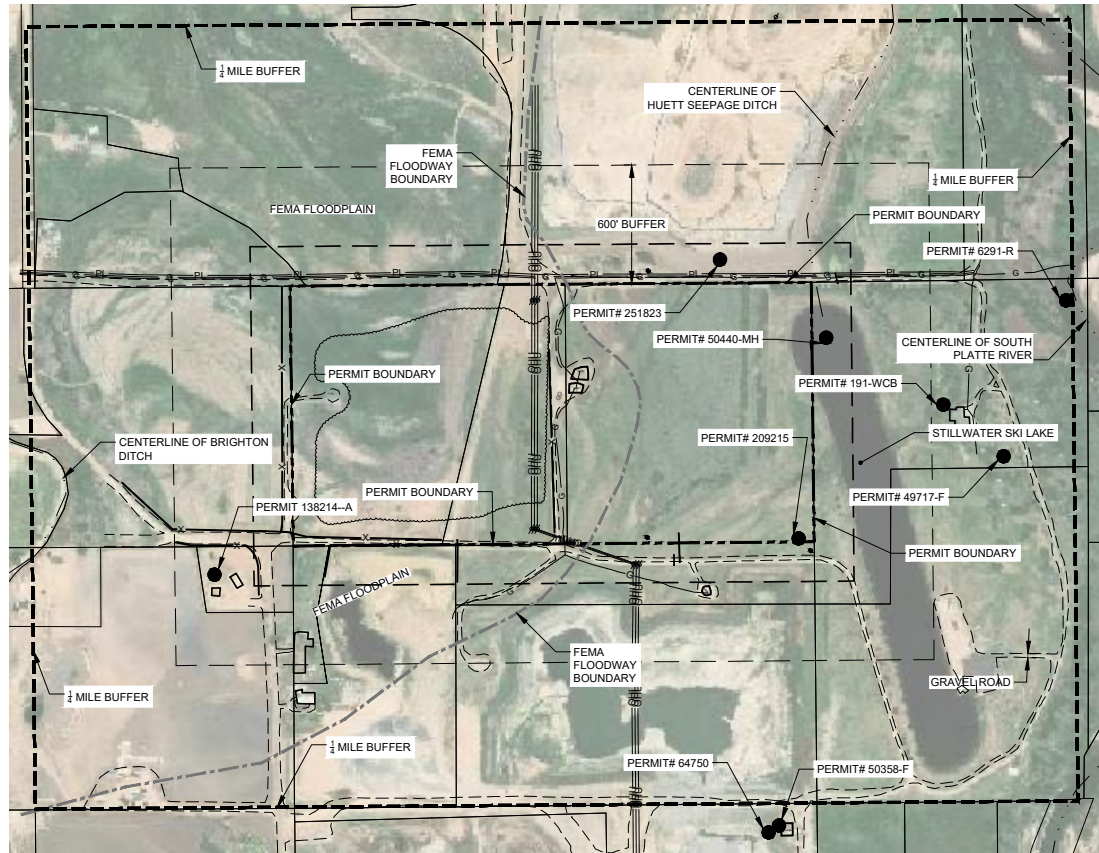 ¼ MILE BUFFER
CENTERLINE OF
HUETT SEEPAGE DITCH
FEMA
FLOODWAY
BOUNDARY
¼ MILE BUFFER
FEMA FLOODPLAIN
600' BUFFER
PERMIT BOUNDARY
PERMIT# 6291-R
PERMIT# 251823
PERMIT# 50440-MH
CENTERLINE OF SOUTH
PLATTE RIVER
PERMIT BOUNDARY
PERMIT# 191-WCB
STILLWATER SKI LAKE
PERMIT# 209215
CENTERLINE OF BRIGHTON
DITCH
PERMIT BOUNDARY
PERMIT# 49717-F
PERMIT 138214--A
PERMIT BOUNDARY
FEMA FLOODPLAIN
FEMA
FLOODWAY
BOUNDARY
GRAVEL ROAD
¼ MILE BUFFER
¼ MILE BUFFER
PERMIT# 64750
PERMIT# 50358-F